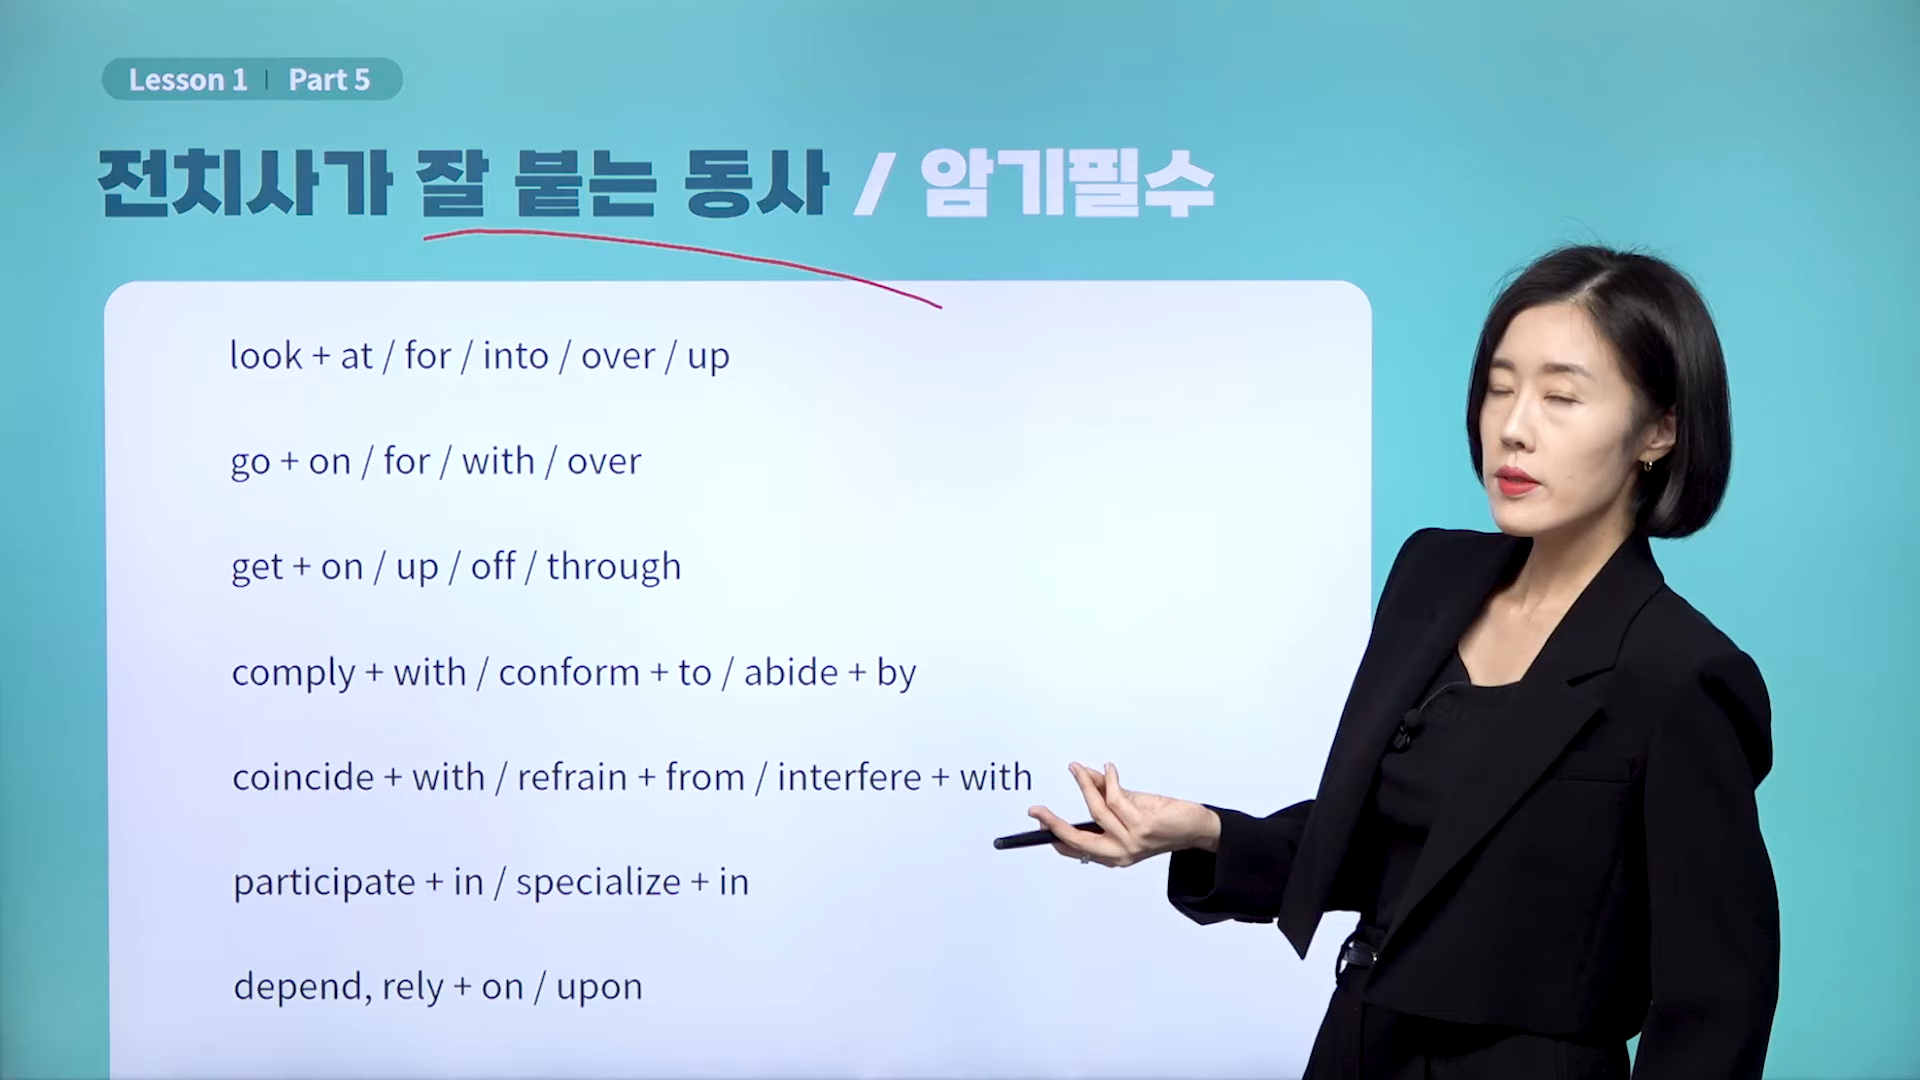 Lesson 1 | Part 5
전치사가 잘 붙는 동사 / 암기필수
look + at / for / into / over / up
go + on / for / with / over
get + on / up / off / through
comply + with / conform + to / abide + by
coincide + with / refrain + from / interfere + with
participate + in / specialize + in
depend, rely + on / upon